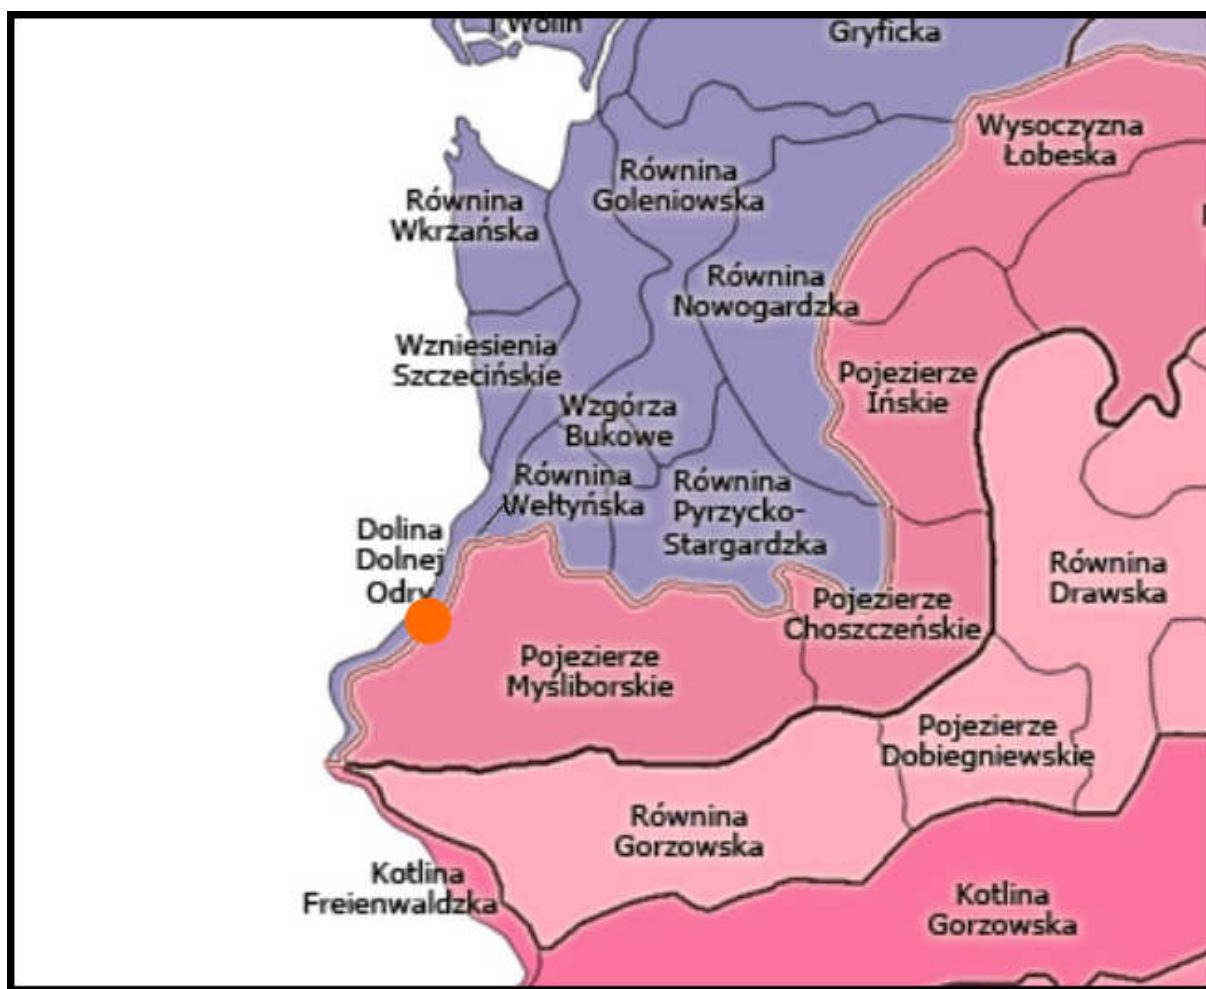 i Wolin
Gryficka
Wysoczyzna
Łobeska
Równina
Goleniowska
Równina
Wkrzańska
Równina
Nowogardzka
Wzniesienia
Szczecińskie
Pojezierze
Ińskie
Wzgórza
Bukowe
Równina
Wełtyńska
Równina
Pyrzycko-
Stargardzka
Dolina
Dolnej
Odry
Równina
Drawska
Pojezierze
Choszczeńskie
Pojezierze
Myśliborskie
Pojezierze
Dobiegniewskie
Równina
Gorzowska
Kotlina
Freienwaldzka
Kotlina
Gorzowska